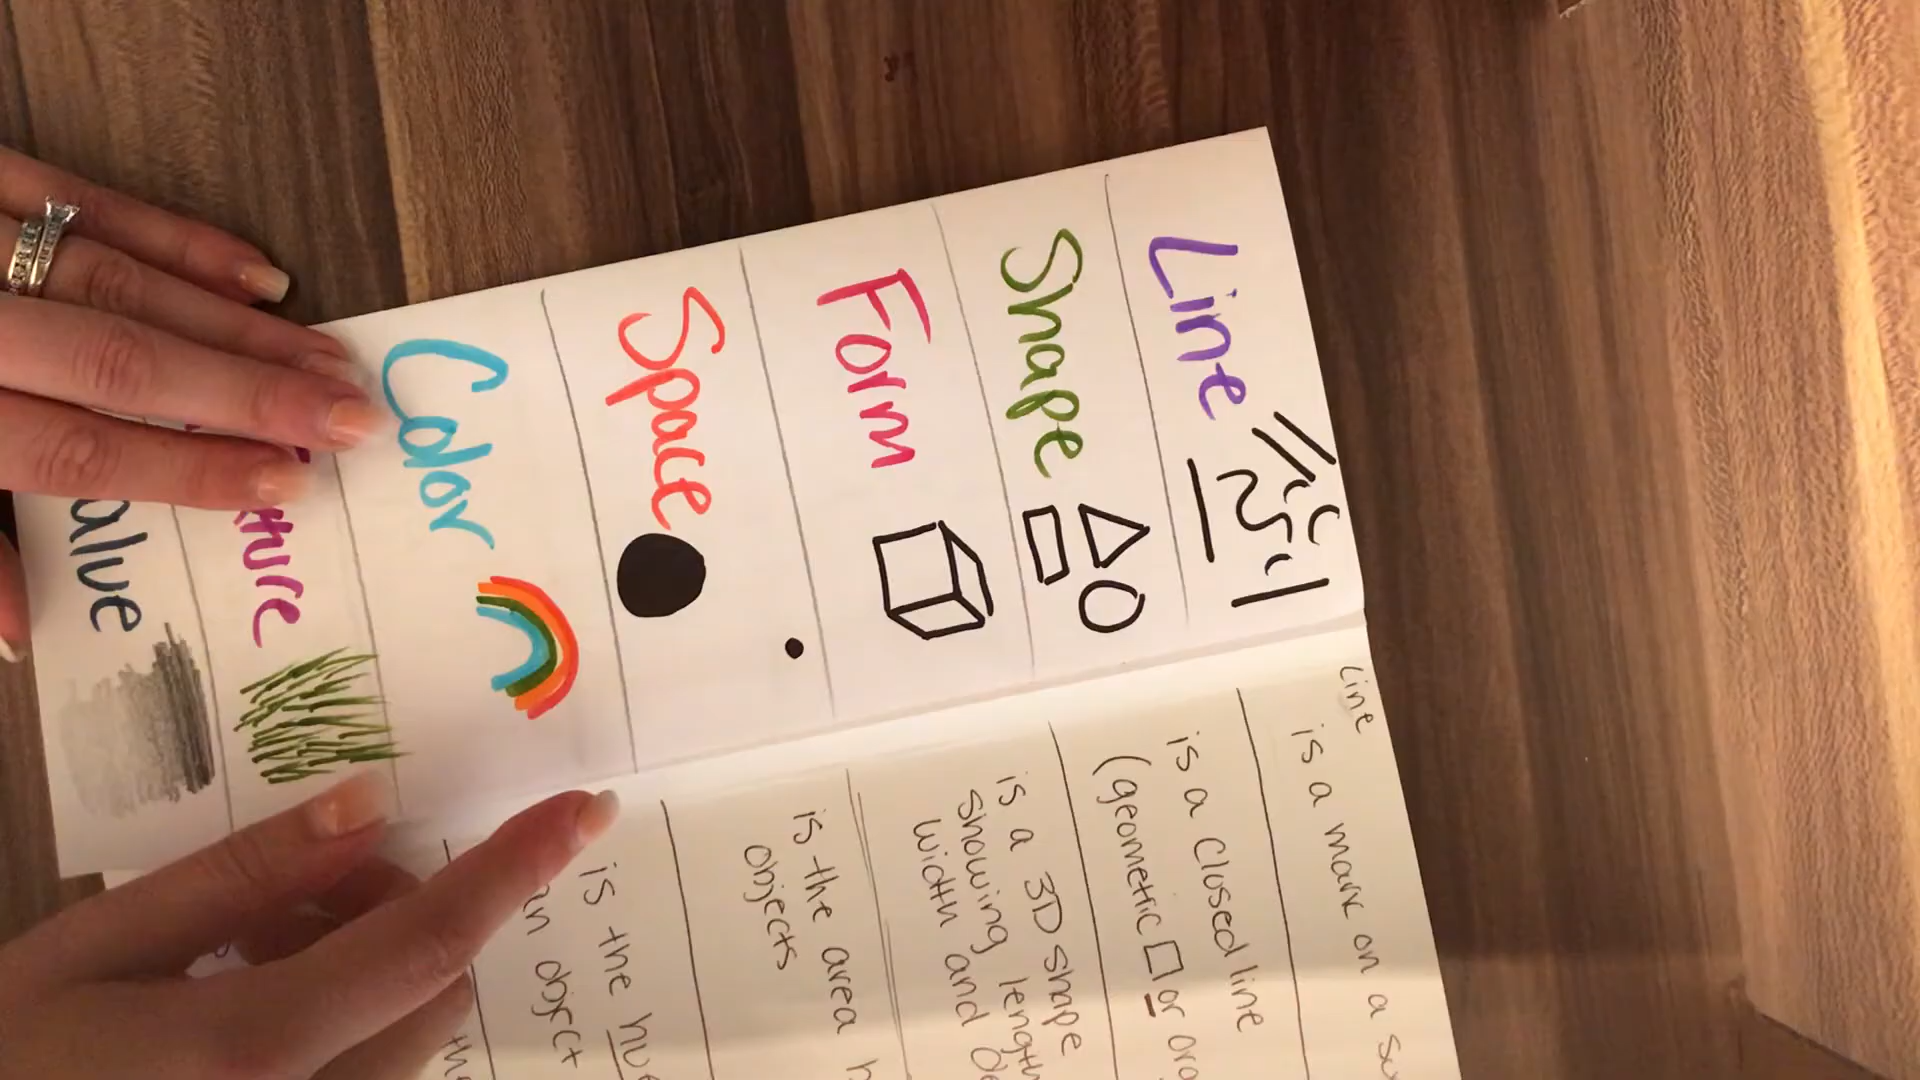 Line
Shape
Form
Space
Color
ture
alue
Line
is a mark on a
is a closed line
(geometric or
is a 3D shape
showing
width and
is the area
objects
is the
an object